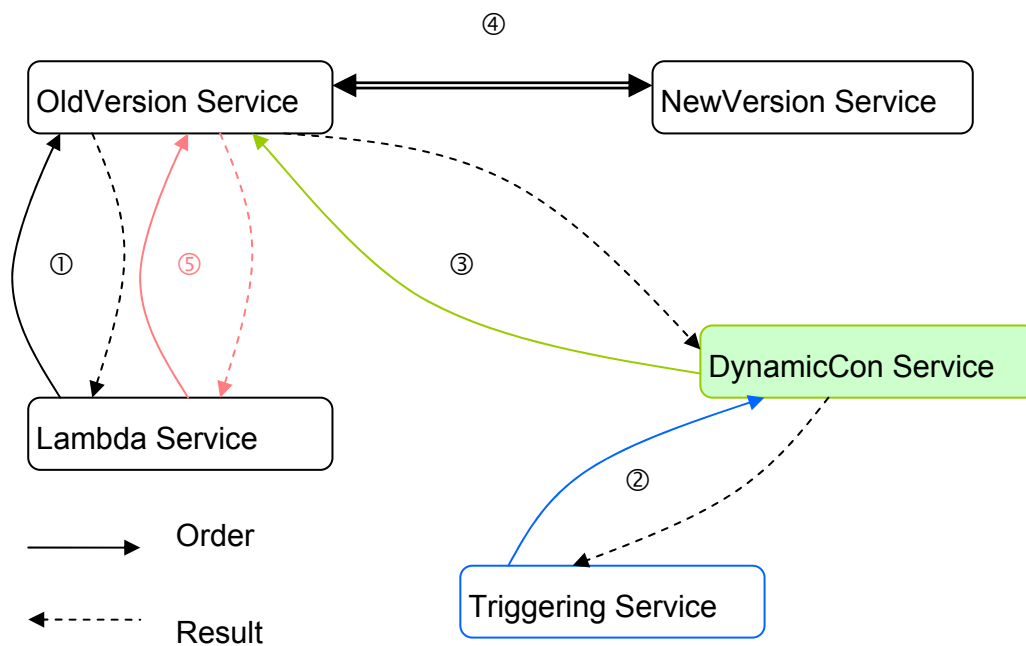 ④
OldVersion Service
NewVersion Service
①
⑤
③
DynamicCon Service
Lambda Service
②
Order
Triggering Service
Result